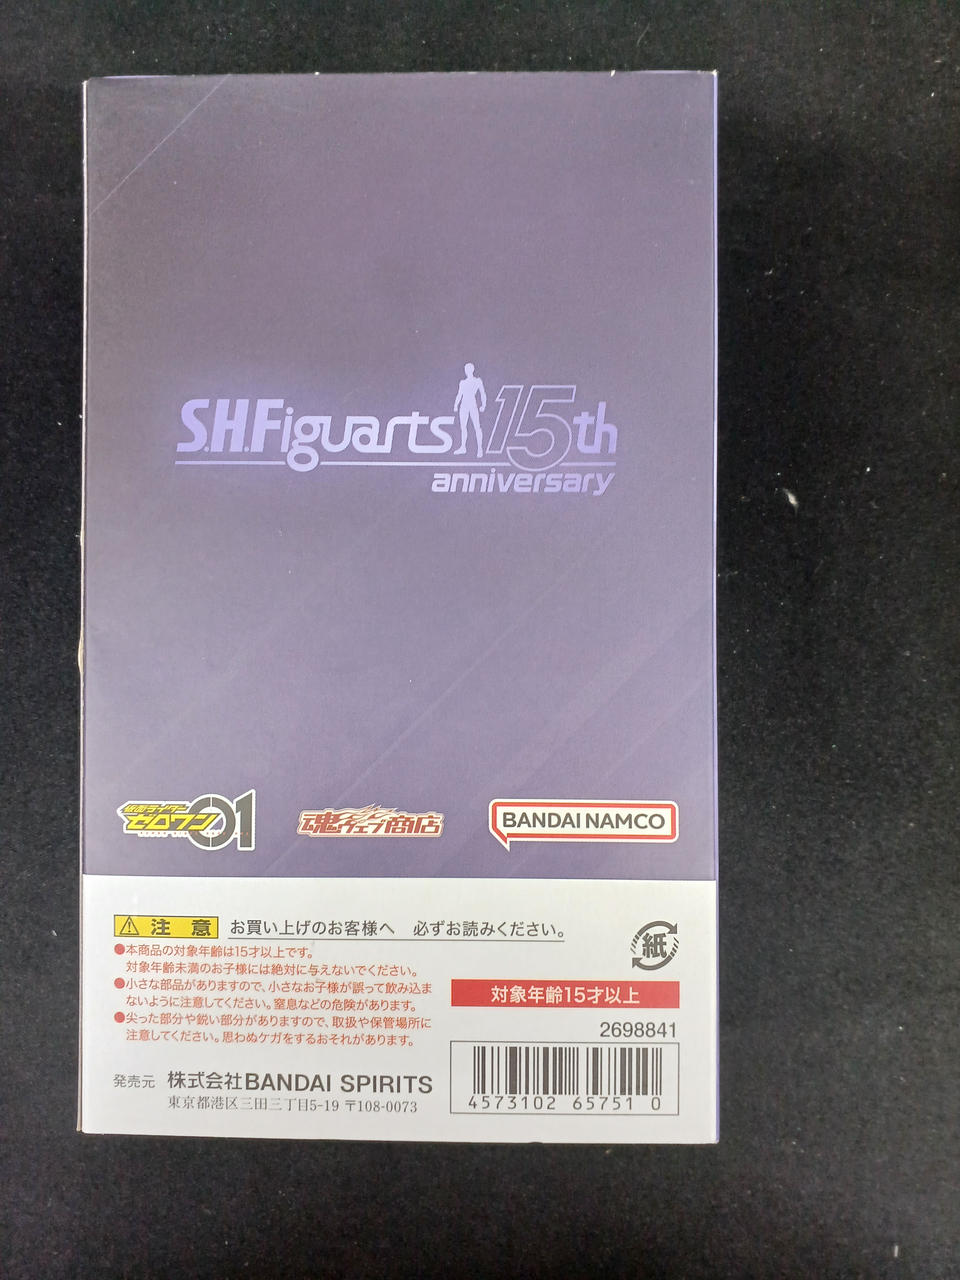 S.H.Figuarts 15th
anniversary
仮面ライダー
ゼロワン 01
魂ウェブ商店
BANDAI NAMCO
注意 お買い上げのお客様へ 必ずお読みください。
●本商品の対象年齢は15才以上です。
対象年齢未満のお子様には絶対に与えないでください。
●小さな部品がありますので、小さなお子様が誤って飲み込ま
ないように注意してください。窒息などの危険があります。
●尖った部分や鋭い部分がありますので、取扱や保管場所に
注意してください。思わぬケガをするおそれがあります。
紙
対象年齢15才以上
2698841
4573102 65751 0
発売元 株式会社BANDAI SPIRITS
東京都港区三田三丁目5-19 〒108-0073